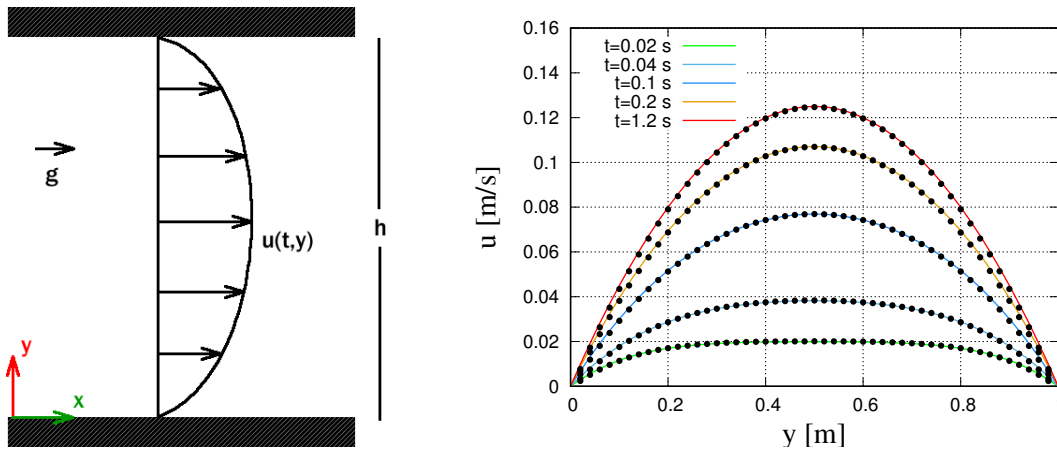 g
u(t,y)
h
y
x
t=0.02 s
t=0.04 s
t=0.1 s
t=0.2 s
t=1.2 s
0.16
0.14
0.12
0.1
0.08
0.06
0.04
0.02
0
u [m/s]
0 0.2 0.4 0.6 0.8
y [m]